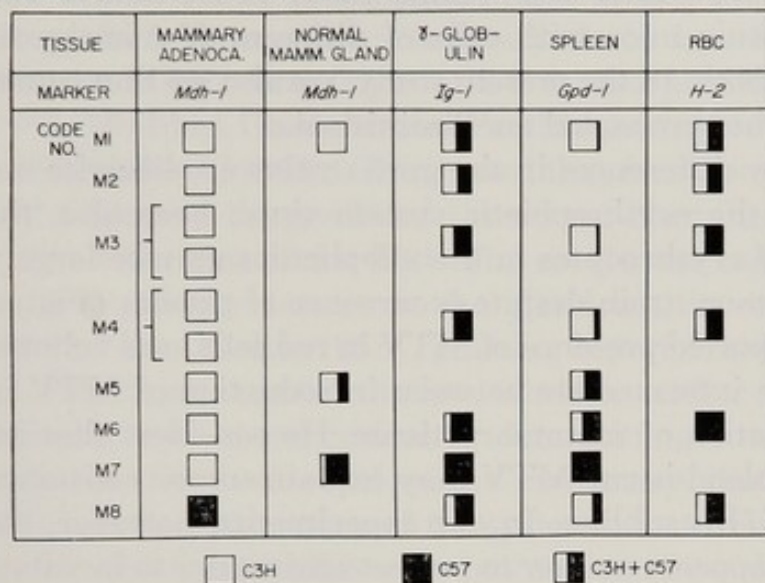 TISSUE MAMMARY ADENOCA. NORMAL MAMM. GLAND γ-GLOB-ULIN SPLEEN RBC
MARKER Mdh-1 Mdh-1 Ig-1 Gpd-1 H-2
CODE NO. M1
M2
M3
M4
M5
M6
M7
M8
C3H C57 C3H+C57